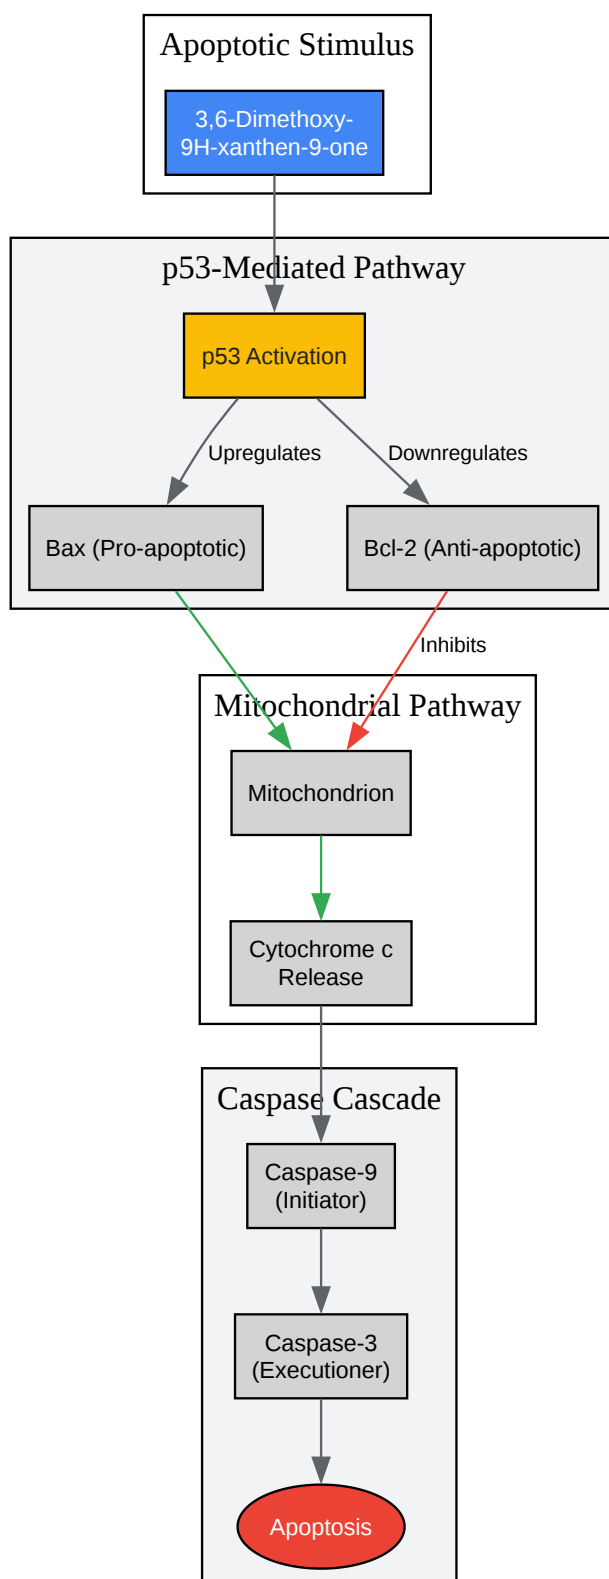 Apoptotic Stimulus
3,6-Dimethoxy-
9H-xanthen-9-one
p53-Mediated Pathway
p53 Activation
Upregulates
Downregulates
Bax (Pro-apoptotic)
Bcl-2 (Anti-apoptotic)
Inhibits
Mitochondrial Pathway
Mitochondrion
Cytochrome c
Release
Caspase Cascade
Caspase-9
(Initiator)
Caspase-3
(Executioner)
Apoptosis